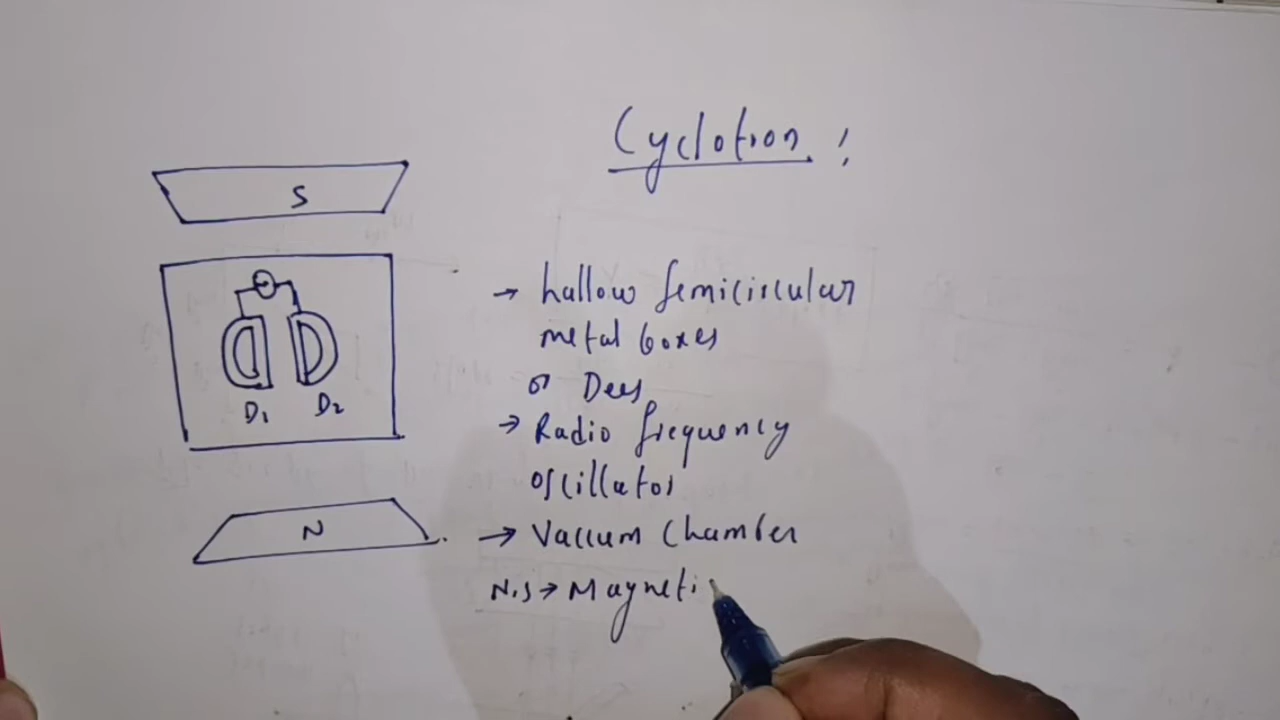 Cyclotron :
S
D1 D2
N
→ hallow semicircular
metal boxes
or Dees
→ Radio frequency
oscillator
→ Vaccum Chamber
N,S → Magneti